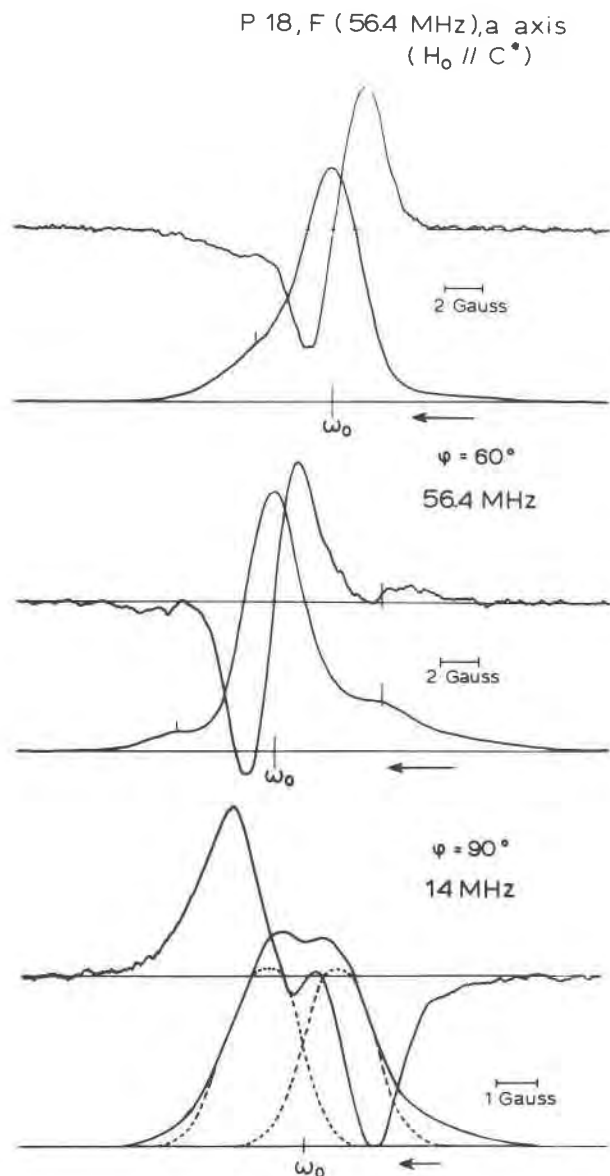 P 18, F (56.4 MHz), a axis
(H₀ // C*)
2 Gauss
ω₀
φ = 60°
56.4 MHz
2 Gauss
ω₀
φ = 90°
14 MHz
1 Gauss
ω₀